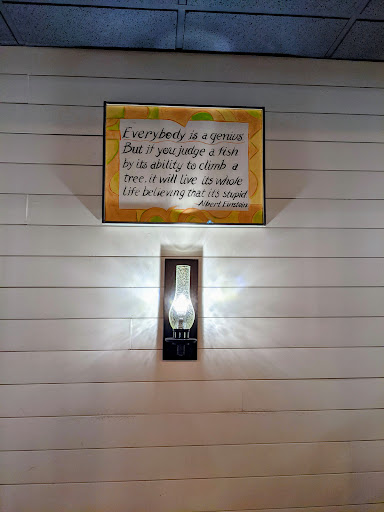 Everybody is a genius
But if you judge a fish
by its ability to climb a
tree, it will live its whole
life believing that its stupid
-Albert Einstein